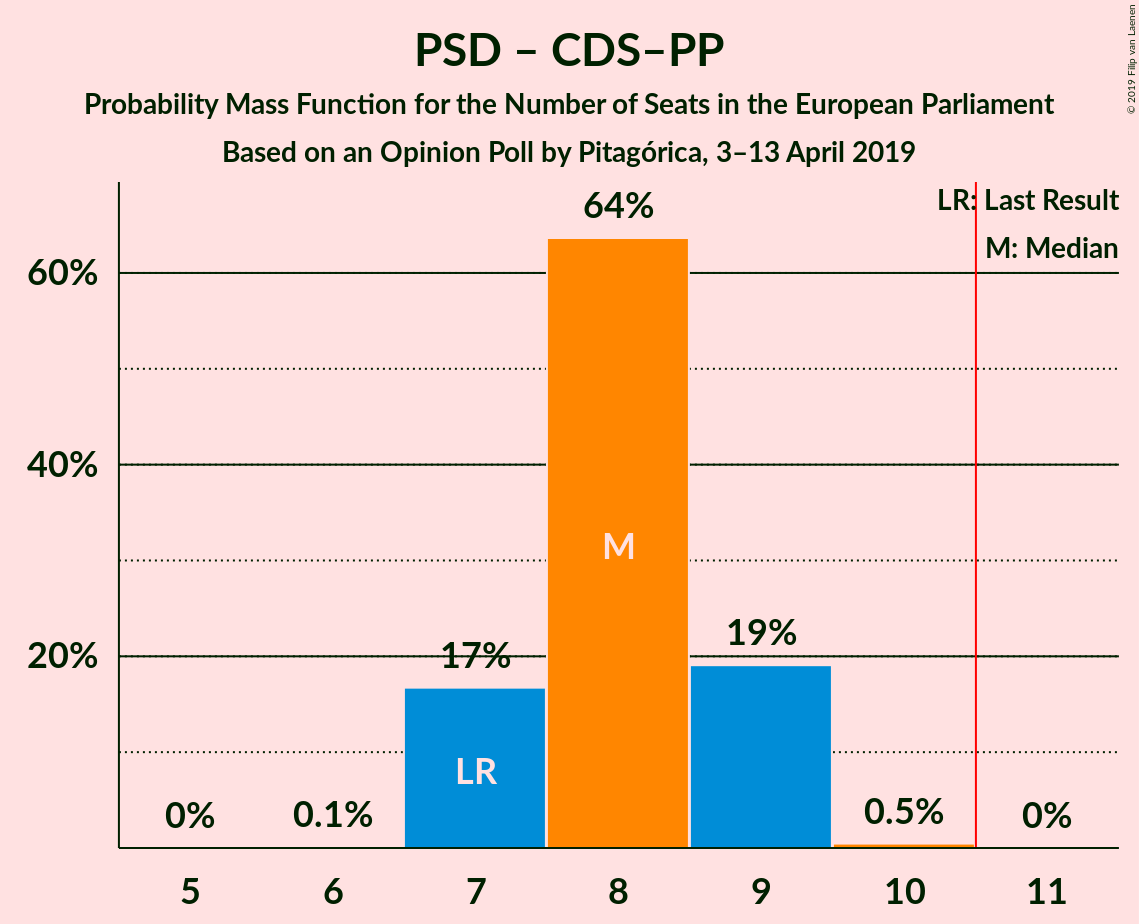 PSD – CDS–PP
Probability Mass Function for the Number of Seats in the European Parliament
Based on an Opinion Poll by Pitagórica, 3–13 April 2019
© 2019 Filip van Laenen
LR: Last Result
M: Median
64%
60%
40%
M
19%
17%
20%
LR
0%
0.1%
0.5%
0%
5 6 7 8 9 10 11